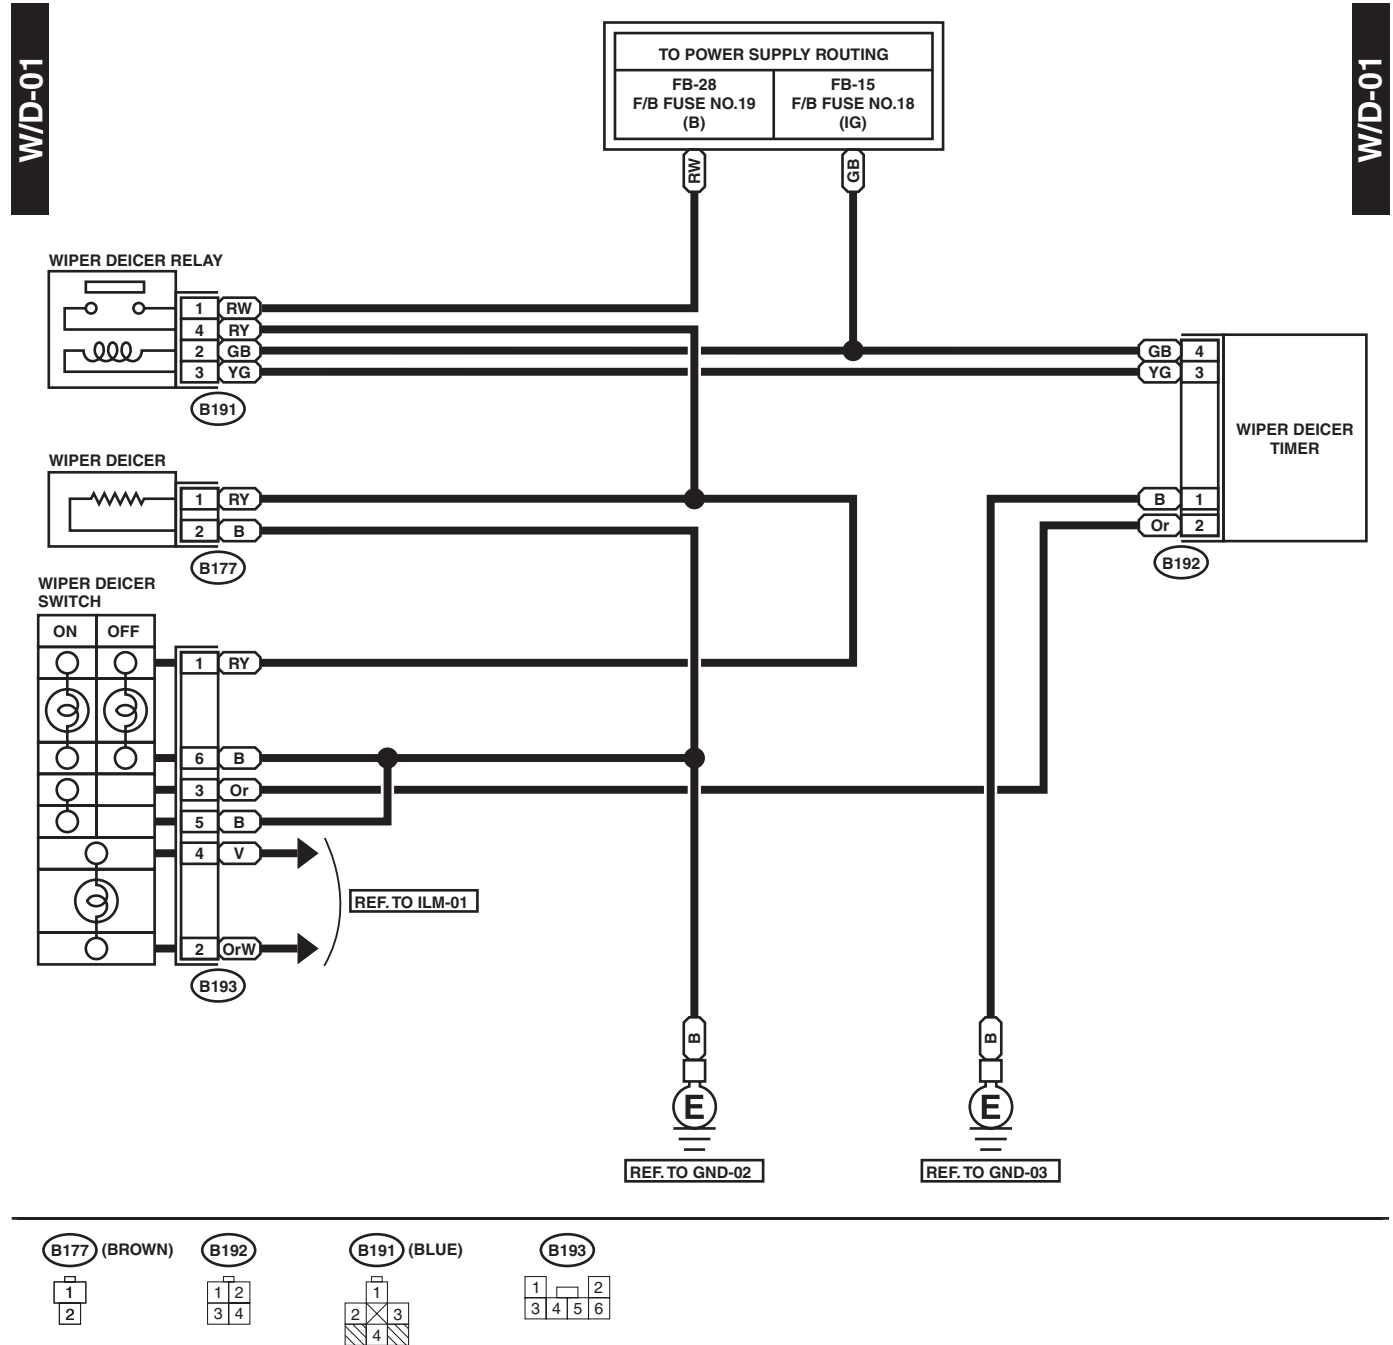 W/D-01
W/D-01
TO POWER SUPPLY ROUTING
FB-28
F/B FUSE NO.19
(B)
FB-15
F/B FUSE NO.18
(IG)
RW
GB
WIPER DEICER RELAY
1 RW
4 RY
2 GB
3 YG
B191
GB 4
YG 3
B 1
Or 2
WIPER DEICER
TIMER
B192
WIPER DEICER
1 RY
2 B
B177
WIPER DEICER
SWITCH
ON OFF
1 RY
6 B
3 Or
5 B
4 V
2 OrW
B193
REF. TO ILM-01
B
E
REF. TO GND-02
B
E
REF. TO GND-03
B177 (BROWN)
1
2
B192
1 2
3 4
B191 (BLUE)
1
2 3
4
B193
1 2
3 4 5 6